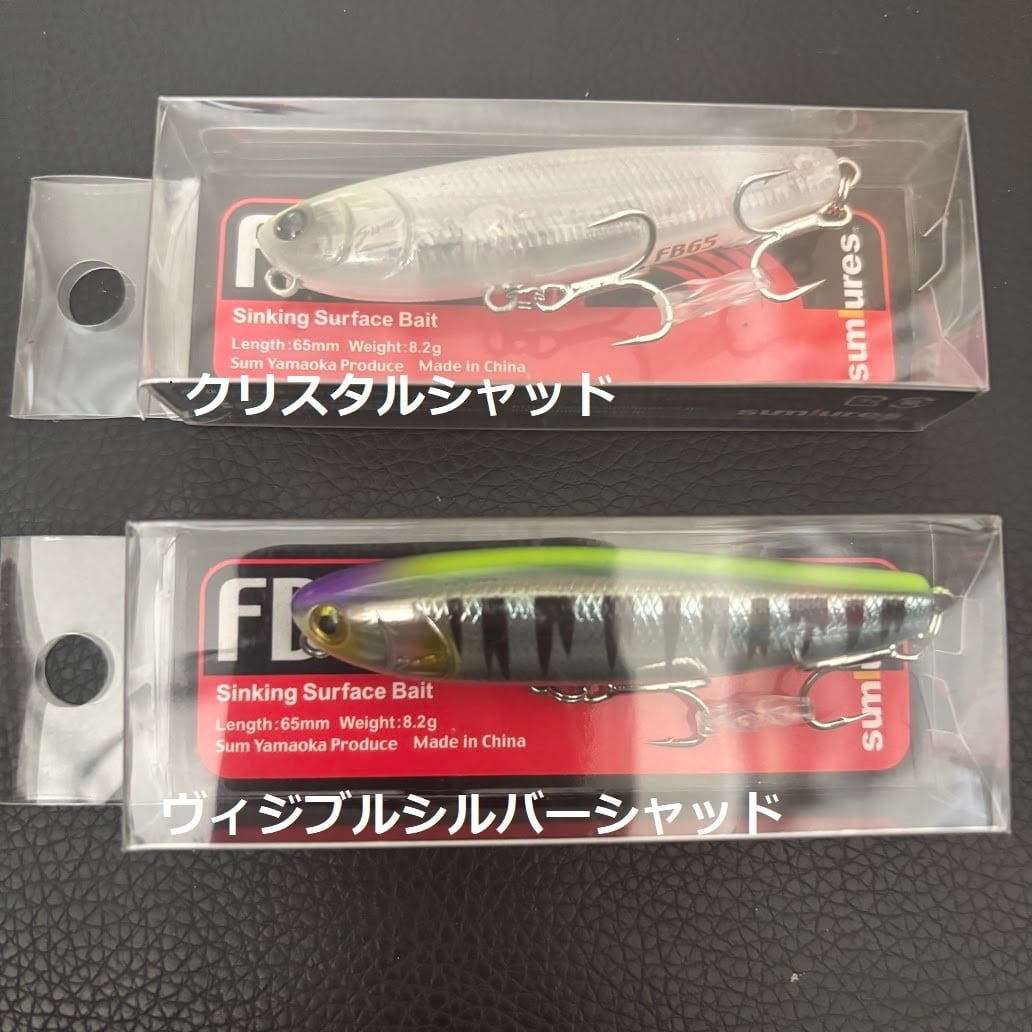 FB65
Sinking Surface Bait
Length:65mm Weight:8.2g
Sum Yamaoka Produce Made in China
sumlures
クリスタルシャッド
sumlures
Sinking Surface Bait
Length:65mm Weight:8.2g
Sum Yamaoka Produce Made in China
ヴィジブルシルバーシャッド